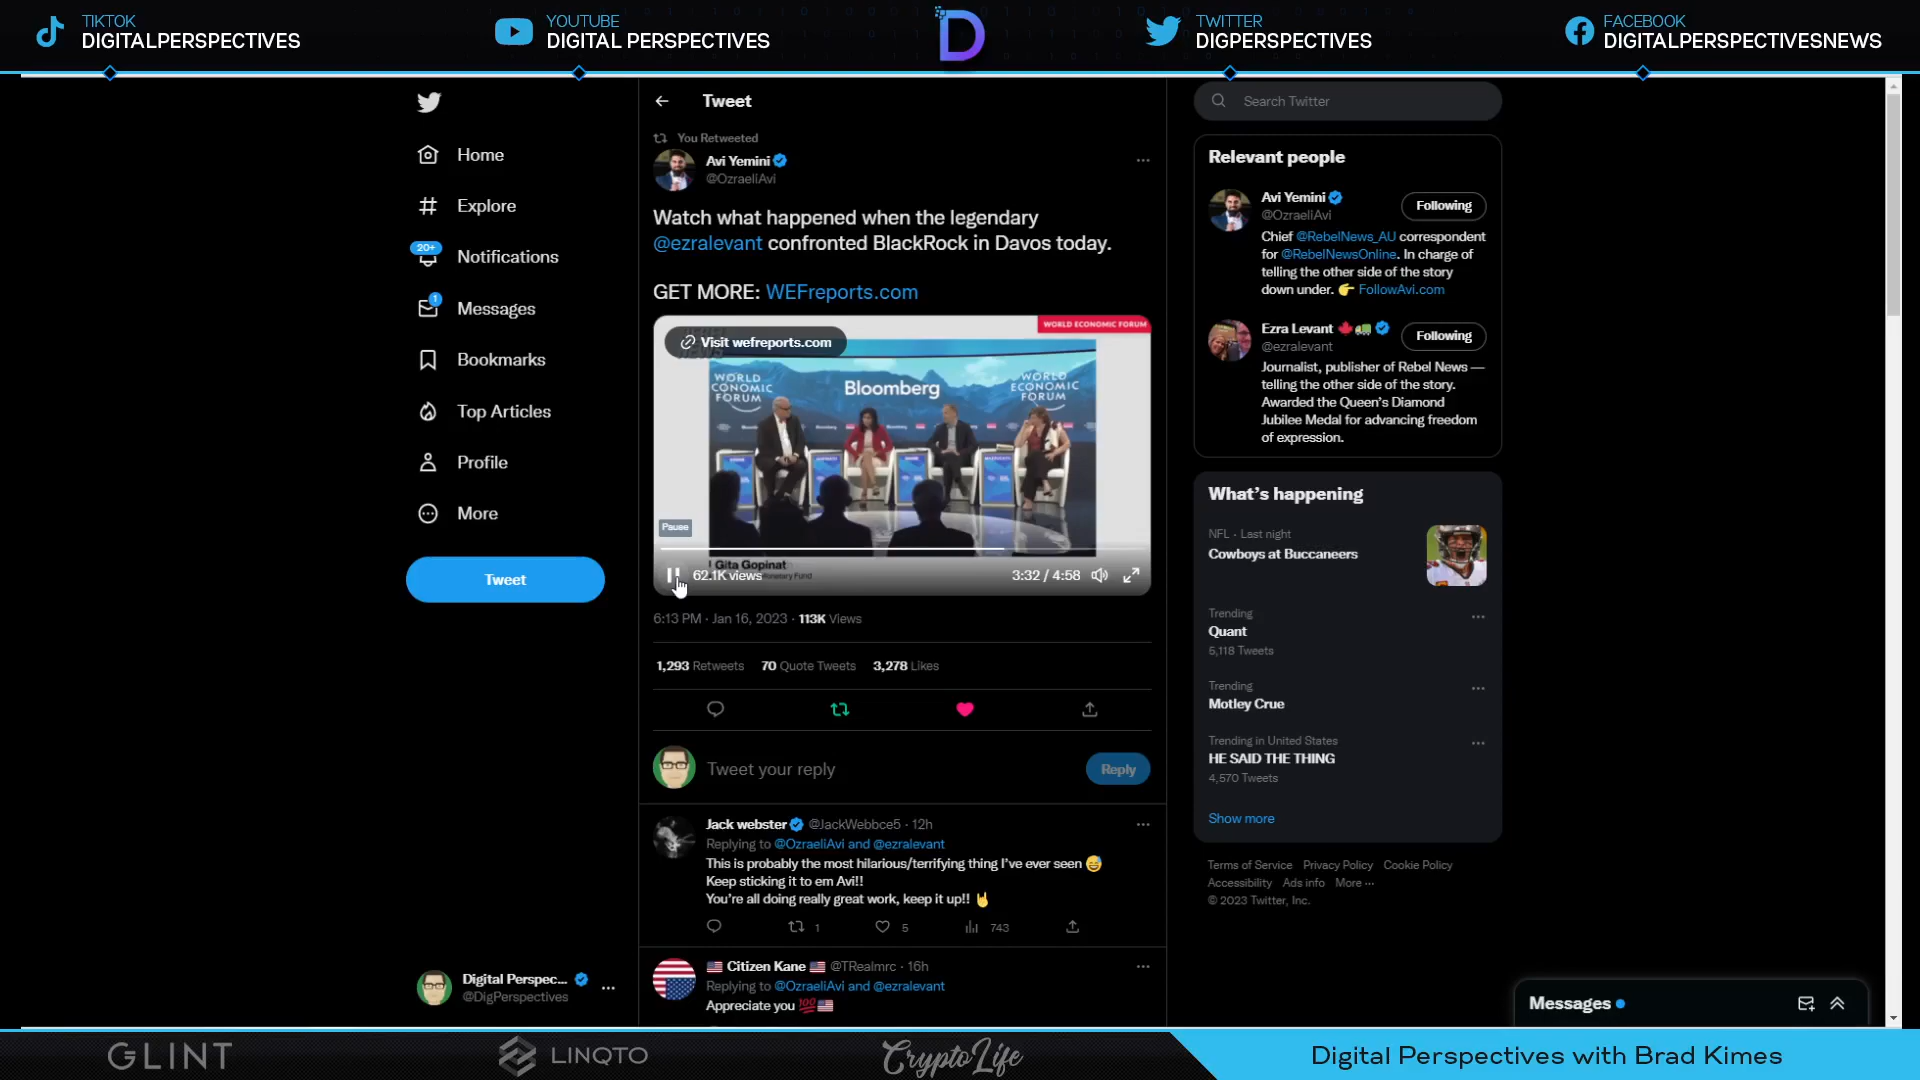 TIKTOK
DIGITALPERSPECTIVES
YOUTUBE
DIGITAL PERSPECTIVES
D
TWITTER
DIGPERSPECTIVES
FACEBOOK
DIGITALPERSPECTIVESNEWS
Home
Explore
20+
Notifications
1
Messages
Bookmarks
Top Articles
Profile
More
Tweet
Digital Perspec...
@DigPerspectives
Tweet
You Retweeted
Avi Yemini
@OzraeliAvi
Watch what happened when the legendary
@ezralevant confronted BlackRock in Davos today.
GET MORE: WEFreports.com
Visit wefreports.com
WORLD ECONOMIC FORUM
WORLD
ECONOMIC
FORUM
Bloomberg
WORLD
ECONOMIC
FORUM
Pause
Gita Gopinat
62.1K views
3:32 / 4:58
6:13 PM · Jan 16, 2023 · 113K Views
1,293 Retweets 70 Quote Tweets 3,278 Likes
Tweet your reply
Reply
Jack webster @JackWebbce5 · 12h
Replying to @OzraeliAvi and @ezralevant
This is probably the most hilarious/terrifying thing I've ever seen 😅
Keep sticking it to em Avi!!
You're all doing really great work, keep it up!! 🤘
1 5 743
🇺🇸 Citizen Kane 🇺🇸 @TRealmrc · 16h
Replying to @OzraeliAvi and @ezralevant
Appreciate you 💯🇺🇸
Search Twitter
Relevant people
Avi Yemini
@OzraeliAvi
Following
Chief @RebelNews_AU correspondent
for @RebelNewsOnline. In charge of
telling the other side of the story
down under. 👉 FollowAvi.com
Ezra Levant 🍁🚛
@ezralevant
Following
Journalist, publisher of Rebel News —
telling the other side of the story.
Awarded the Queen's Diamond
Jubilee Medal for advancing freedom
of expression.
What's happening
NFL · Last night
Cowboys at Buccaneers
Trending
Quant
5,118 Tweets
Trending
Motley Crue
Trending in United States
HE SAID THE THING
4,570 Tweets
Show more
Terms of Service Privacy Policy Cookie Policy
Accessibility Ads info More ···
© 2023 Twitter, Inc.
Messages
GLINT
LINQTO
CryptoLife
Digital Perspectives with Brad Kimes